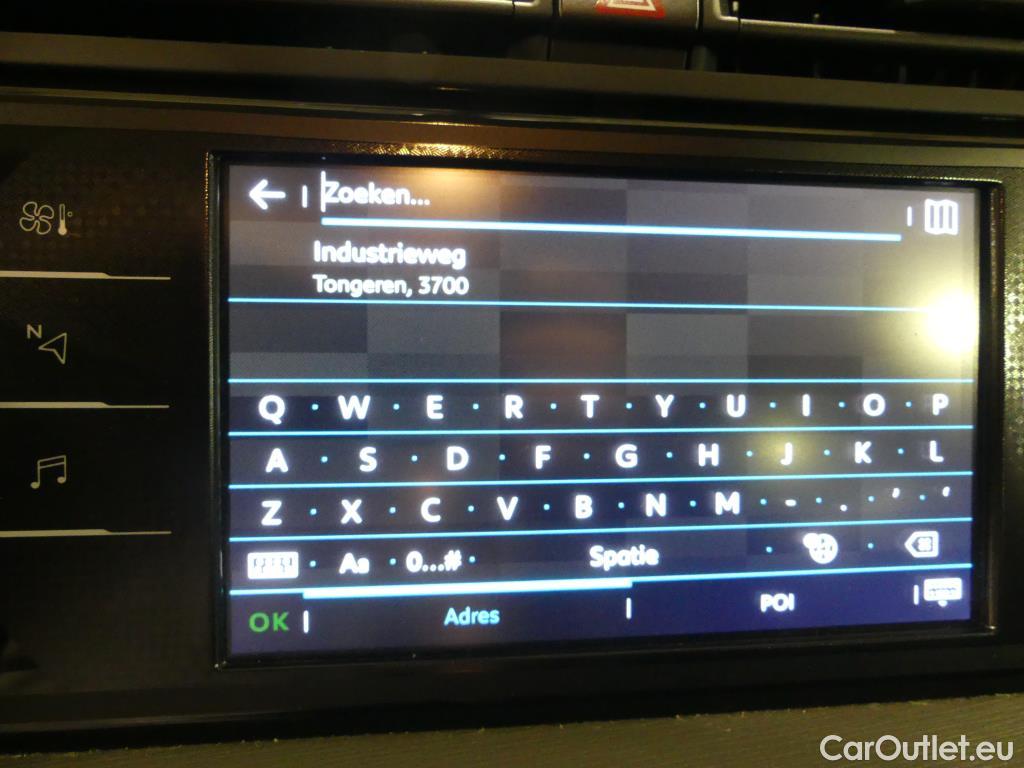 Zoeken...
Industrieweg
Tongeren, 3700
N
Q W E R T Y U I O P
A S D F G H J K L
Z X C V B N M - . , '
Aa 0...# Spatie
OK Adres POI
CarOutlet.eu